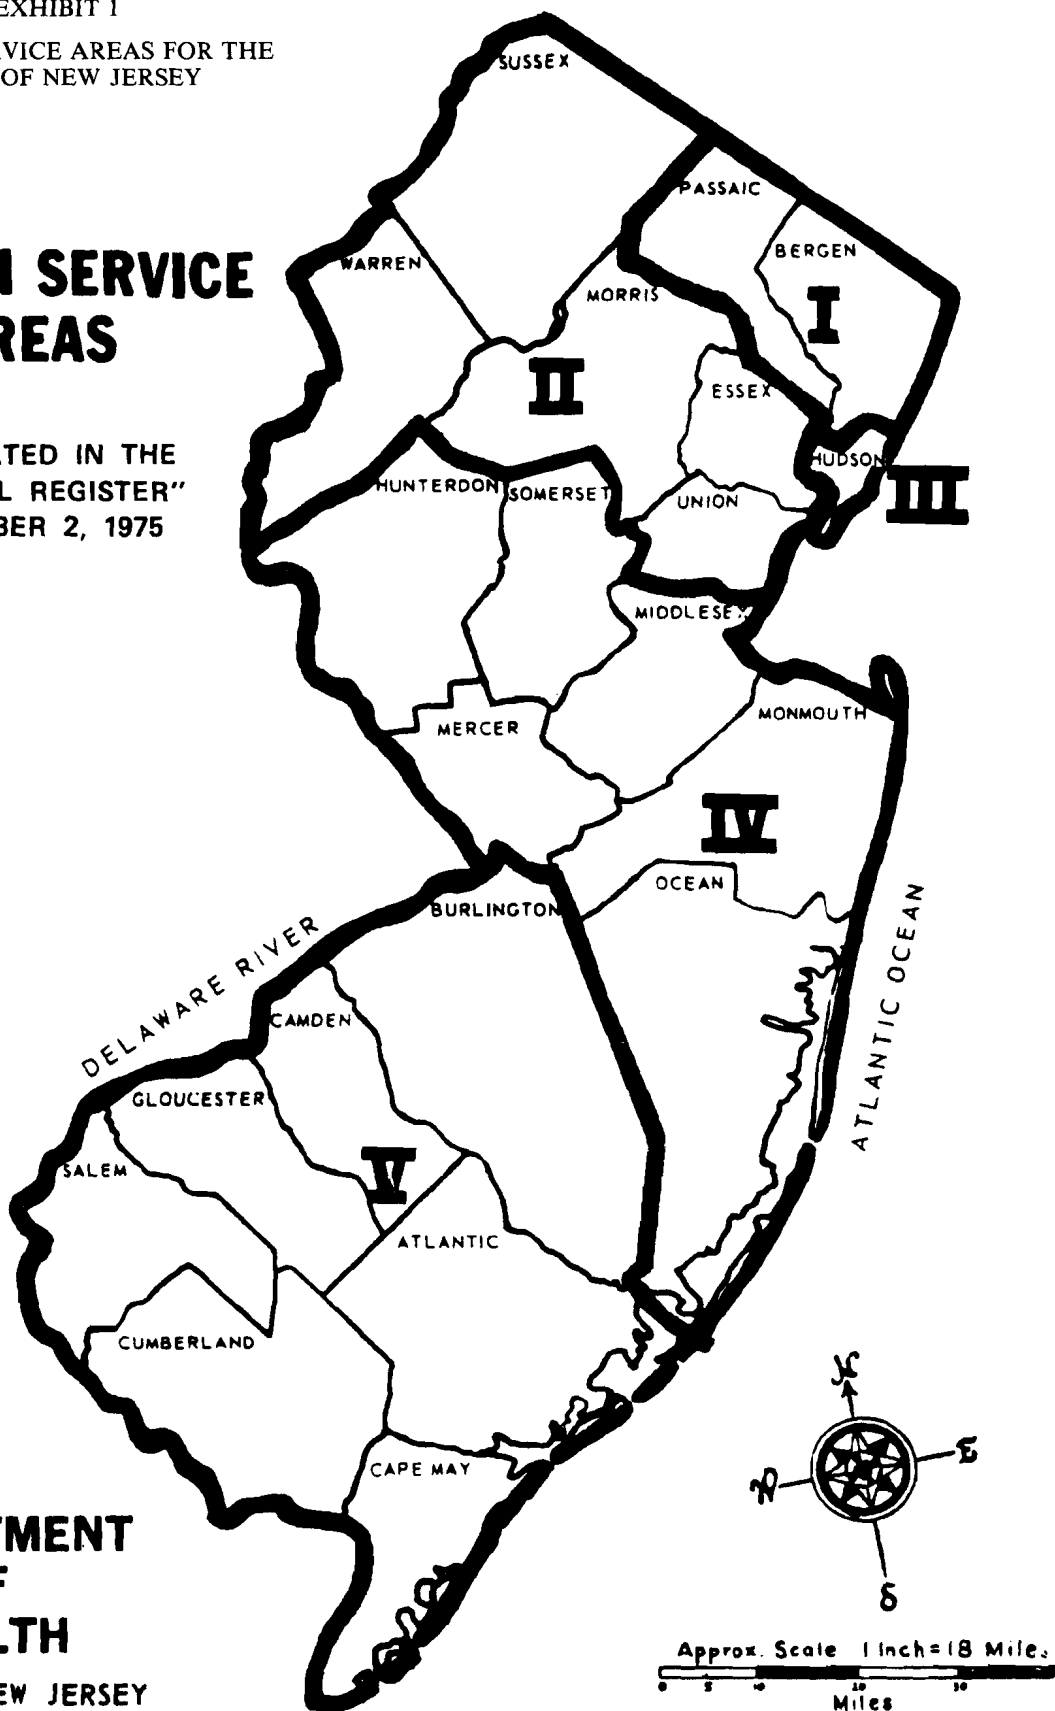 EXHIBIT 1
VICE AREAS FOR THE
OF NEW JERSEY
SERVICE
REAS
TED IN THE
L REGISTER"
BER 2, 1975
SUSSEX
PASSAIC
BERGEN
WARREN
MORRIS
I
II
ESSEX
HUDSON
III
HUNTERDON
SOMERSET
UNION
MIDDLESEX
MONMOUTH
MERCER
IV
OCEAN
BURLINGTON
DELAWARE RIVER
ATLANTIC OCEAN
CAMDEN
GLOUCESTER
SALEM
V
ATLANTIC
CUMBERLAND
CAPE MAY
N
E
W
S
TMENT
F
LTH
EW JERSEY
Approx. Scale 1 Inch = 18 Miles
0 5 10 20 30
Miles